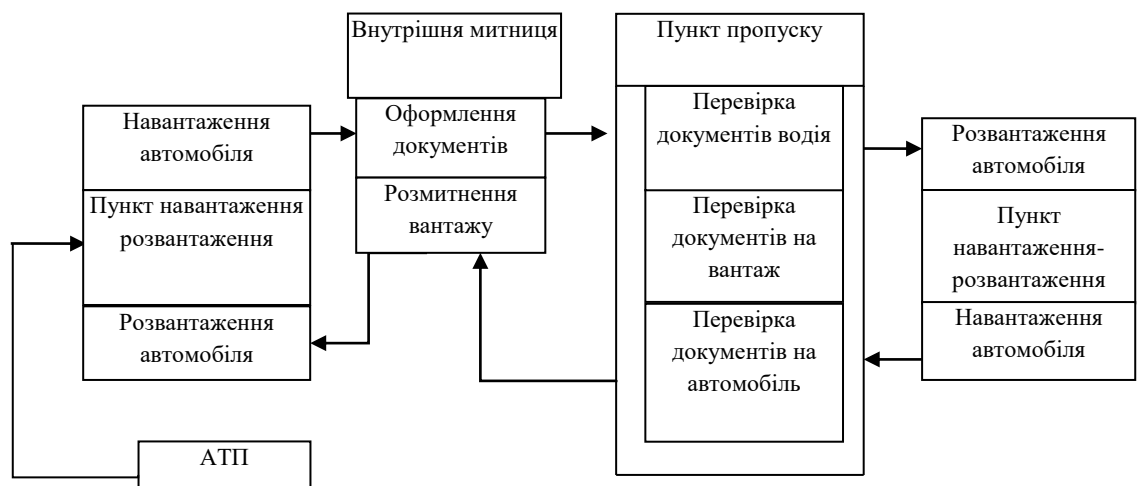 Внутрішня митниця
Пункт пропуску
Навантаження
автомобіля
Пункт навантаження
розвантаження
Розвантаження
автомобіля
Оформлення
документів
Розмитнення
вантажу
Перевірка
документів водія
Перевірка
документів на
вантаж
Перевірка
документів на
автомобіль
Розвантаження
автомобіля
Пункт
навантаження-
розвантаження
Навантаження
автомобіля
АТП